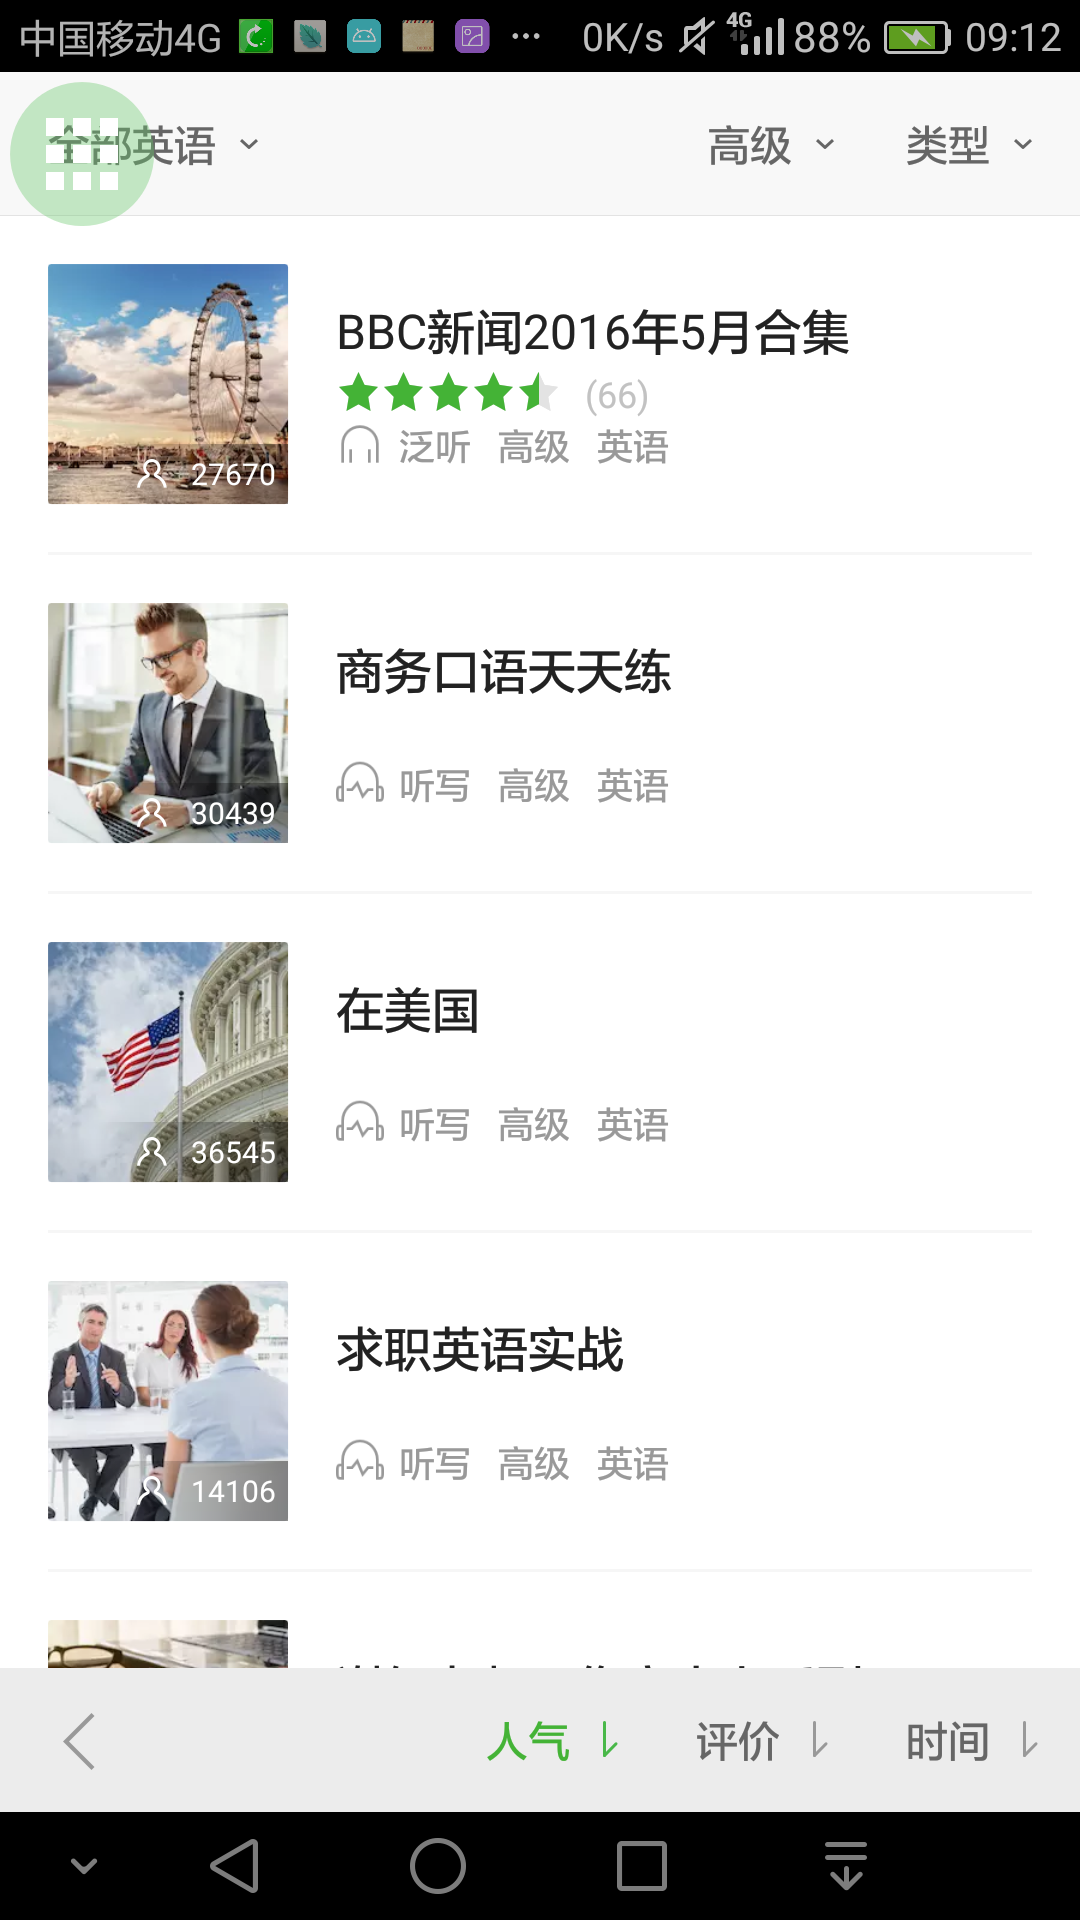 中国移动4G 0K/s 4G 88% 09:12
全部英语 高级 类型
BBC新闻2016年5月合集
(66)
泛听 高级 英语
27670
商务口语天天练
听写 高级 英语
30439
在美国
听写 高级 英语
36545
求职英语实战
听写 高级 英语
14106
人气 评价 时间